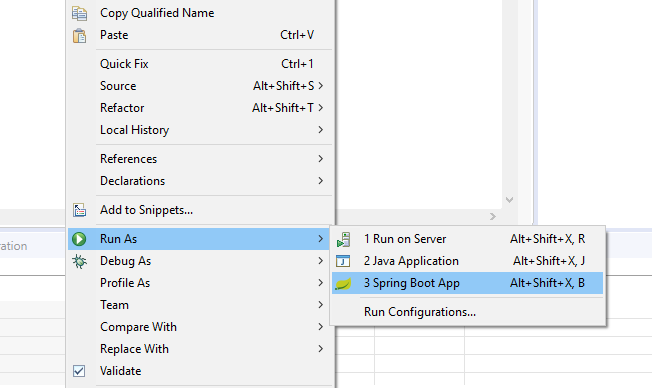 Copy Qualified Name
Paste Ctrl+V
Quick Fix Ctrl+1
Source Alt+Shift+S
Refactor Alt+Shift+T
Local History
References
Declarations
Add to Snippets...
ration
Run As
1 Run on Server Alt+Shift+X, R
Debug As
2 Java Application Alt+Shift+X, J
Profile As
3 Spring Boot App Alt+Shift+X, B
Team
Run Configurations...
Compare With
Replace With
Validate